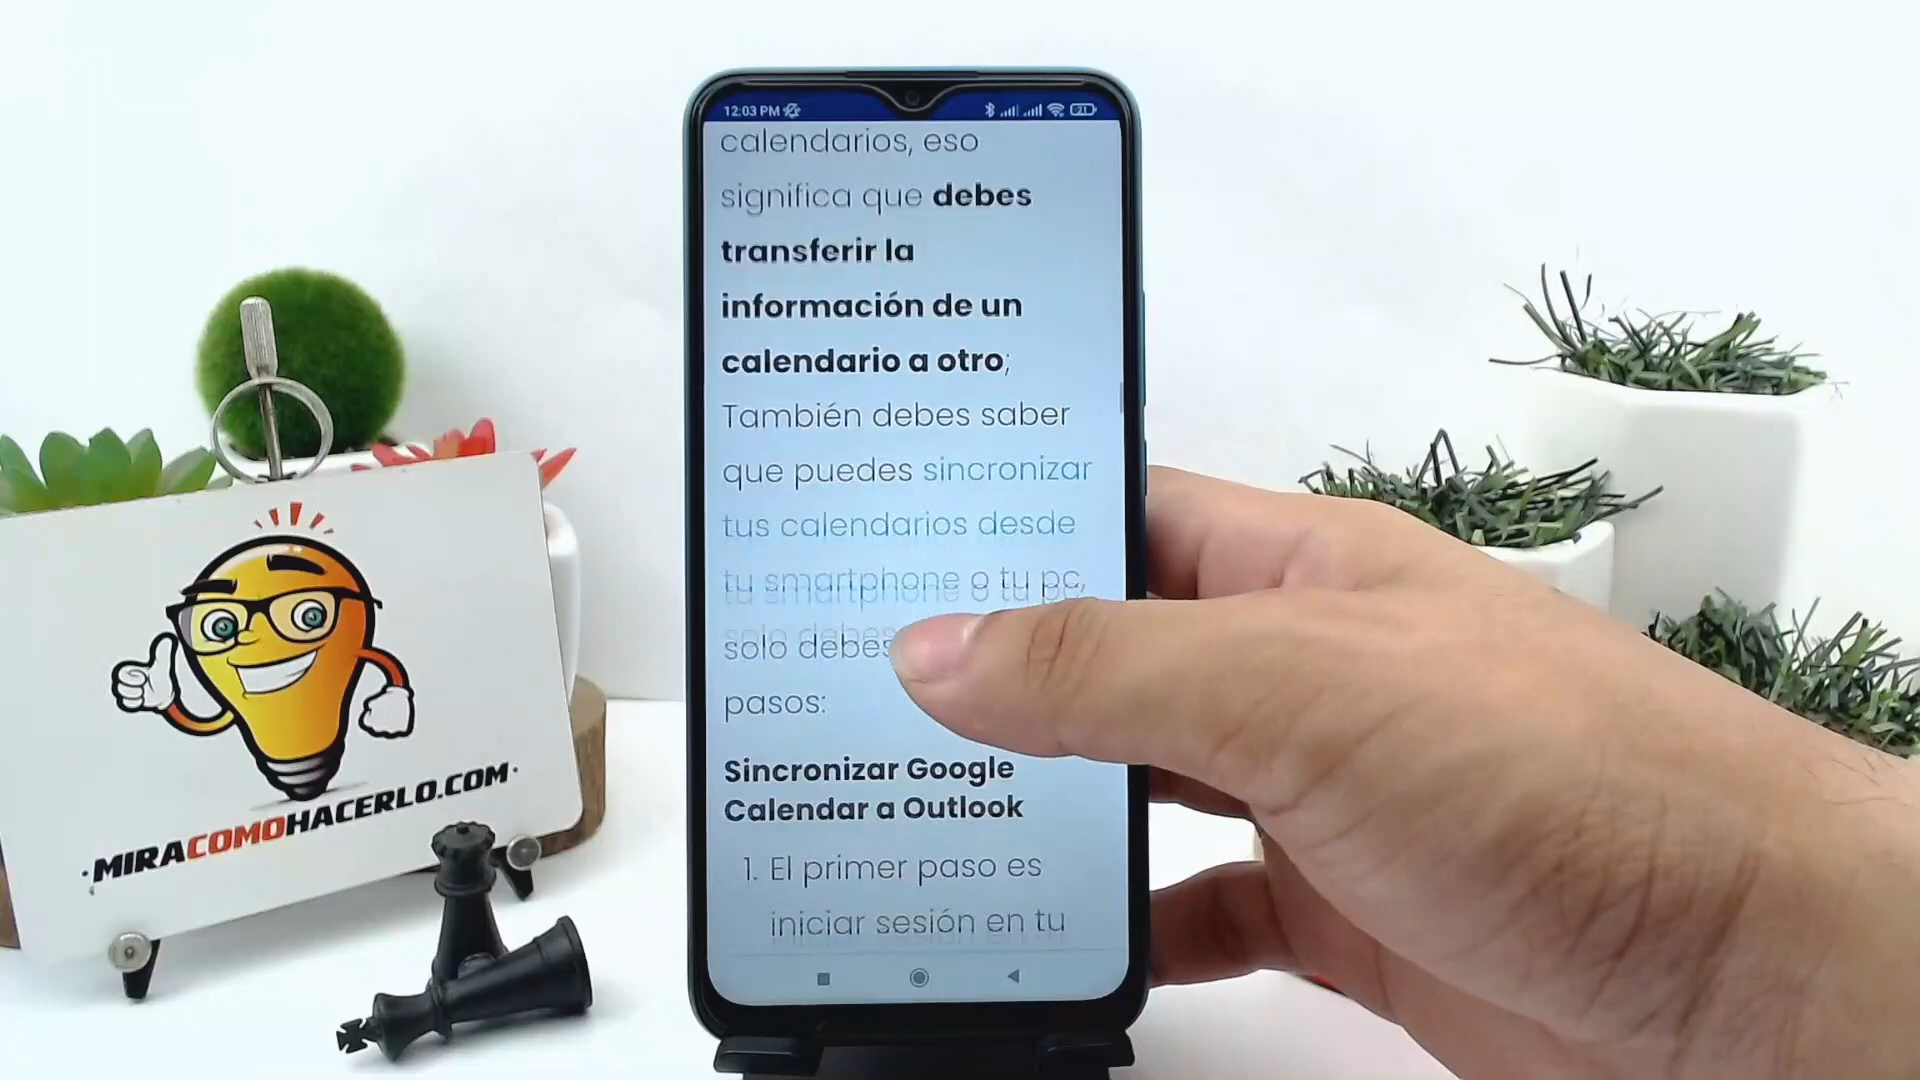 12:03 PM
21
calendarios, eso
significa que debes
transferir la
información de un
calendario a otro;
También debes saber
que puedes sincronizar
tus calendarios desde
tu smartphone o tu pc,
solo debes
pasos:
Sincronizar Google
Calendar a Outlook
1. El primer paso es
iniciar sesión en tu
·MIRACOMOHACERLO.COM·